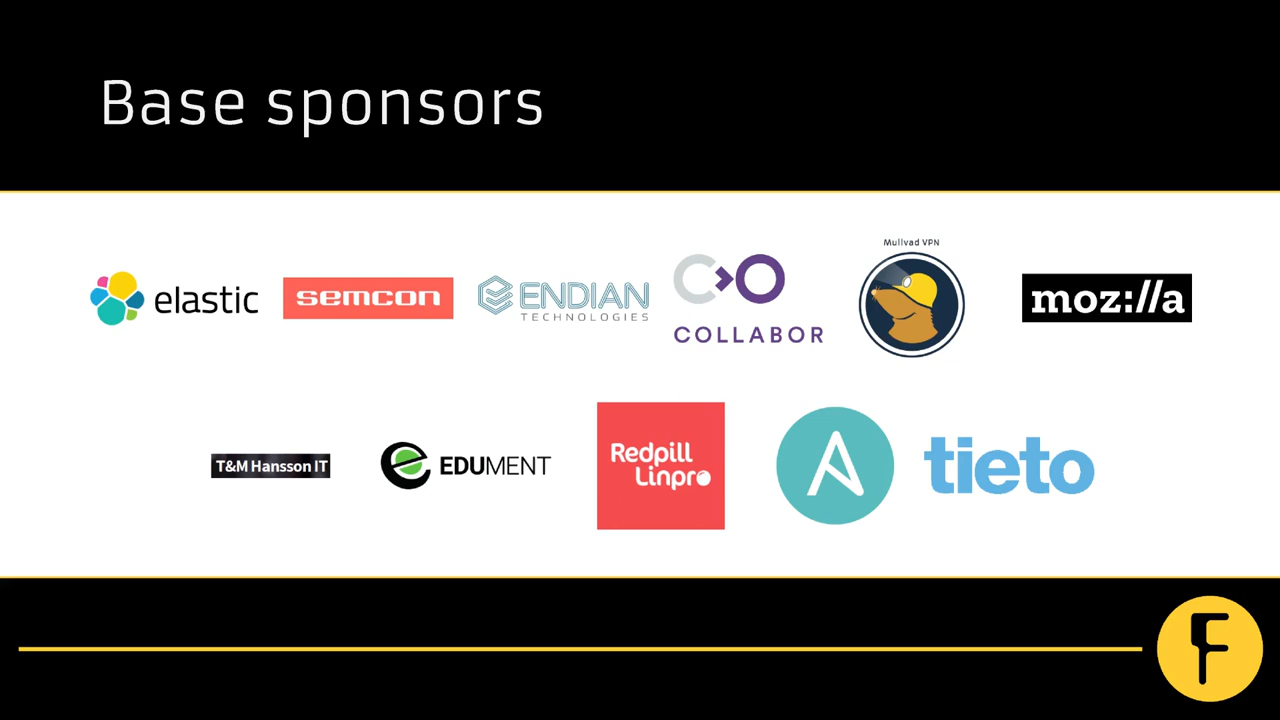 Base sponsors
elastic
semcon
ENDIAN
TECHNOLOGIES
COLLABOR
Mullvad VPN
moz://a
T&M Hansson IT
EDUMENT
Redpill
Linpro
A
tieto
F